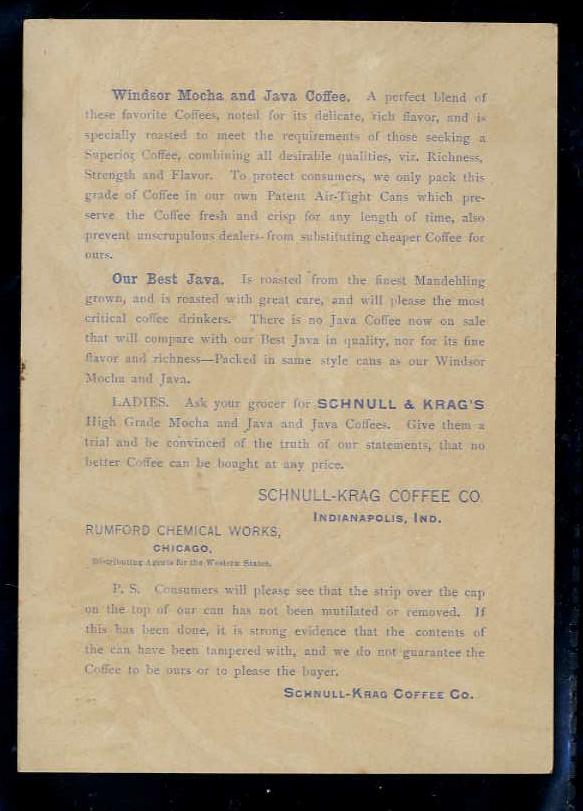 Windsor Mocha and Java Coffee. A perfect blend of
these favorite Coffees, noted for its delicate, rich flavor, and is
specially roasted to meet the requirements of those seeking a
Superior Coffee, combining all desirable qualities, viz. Richness,
Strength and Flavor. To protect consumers, we only pack this
grade of Coffee in our own Patent Air-Tight Cans which pre-
serve the Coffee fresh and crisp for any length of time, also
prevent unscrupulous dealers from substituting cheaper Coffee for
ours.
Our Best Java. Is roasted from the finest Mandehling
grown, and is roasted with great care, and will please the most
critical coffee drinkers. There is no Java Coffee now on sale
that will compare with our Best Java in quality, nor for its fine
flavor and richness—Packed in same style cans as our Windsor
Mocha and Java.
LADIES. Ask your grocer for SCHNULL & KRAG'S
High Grade Mocha and Java and Java Coffees. Give them a
trial and be convinced of the truth of our statements, that no
better Coffee can be bought at any price.
SCHNULL-KRAG COFFEE CO.
INDIANAPOLIS, IND.
RUMFORD CHEMICAL WORKS,
CHICAGO,
Distributing Agents for the Western States.
P. S. Consumers will please see that the strip over the cap
on the top of our can has not been mutilated or removed. If
this has been done, it is strong evidence that the contents of
the can have been tampered with, and we do not guarantee the
Coffee to be ours or to please the buyer.
SCHNULL-KRAG COFFEE CO.